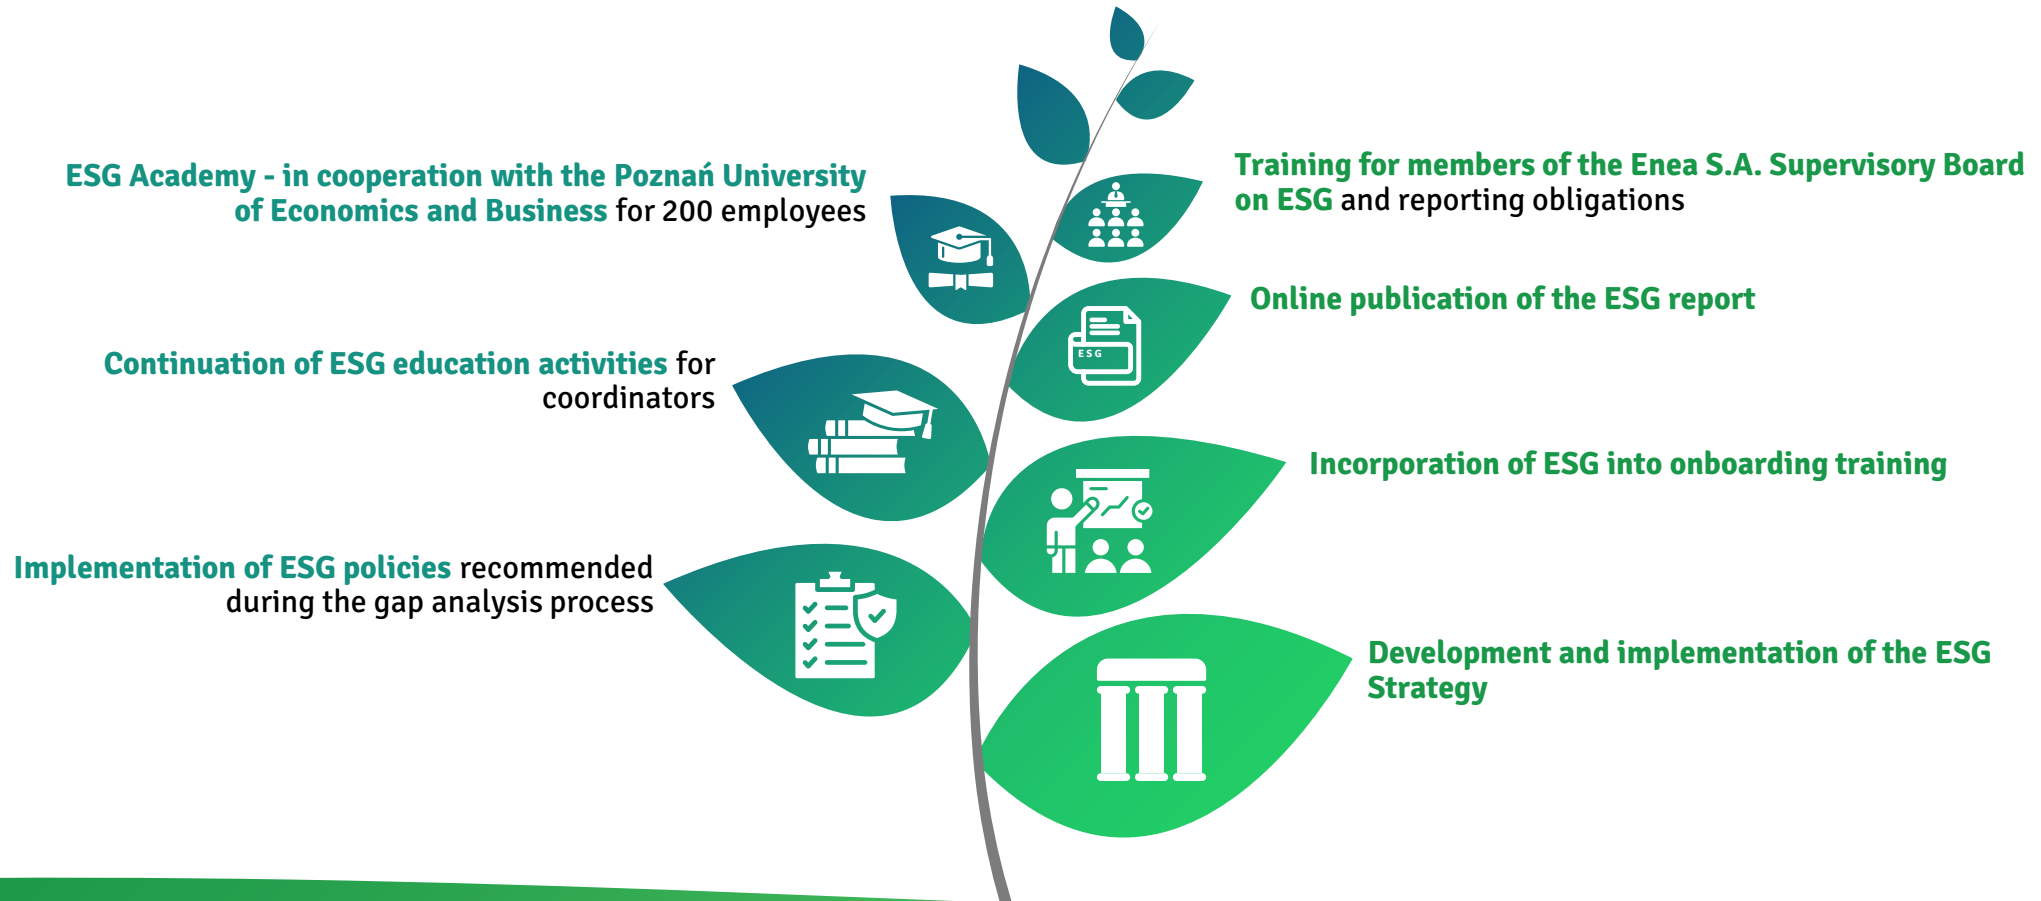 ESG Academy - in cooperation with the Poznań University
of Economics and Business for 200 employees
Continuation of ESG education activities for
coordinators
Implementation of ESG policies recommended
during the gap analysis process
Training for members of the Enea S.A. Supervisory Board
on ESG and reporting obligations
Online publication of the ESG report
ESG
Incorporation of ESG into onboarding training
Development and implementation of the ESG
Strategy